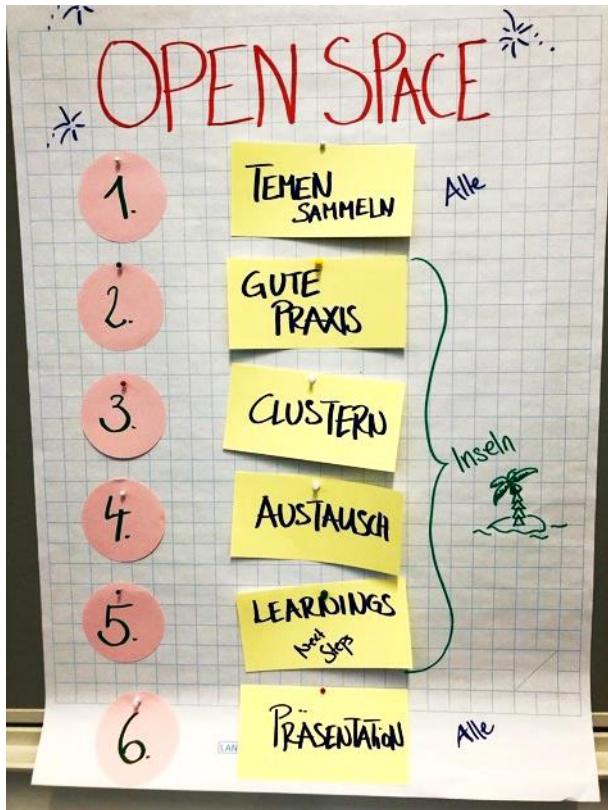 OPEN SPACE
1.
TEMEN
SAMMELN
Alle
2.
GUTE
PRAXIS
3.
CLUSTERN
Inseln
4.
AUSTAUSCH
5.
LEARNINGS
Next
Steps
6.
PRÄSENTATION
Alle
LAN